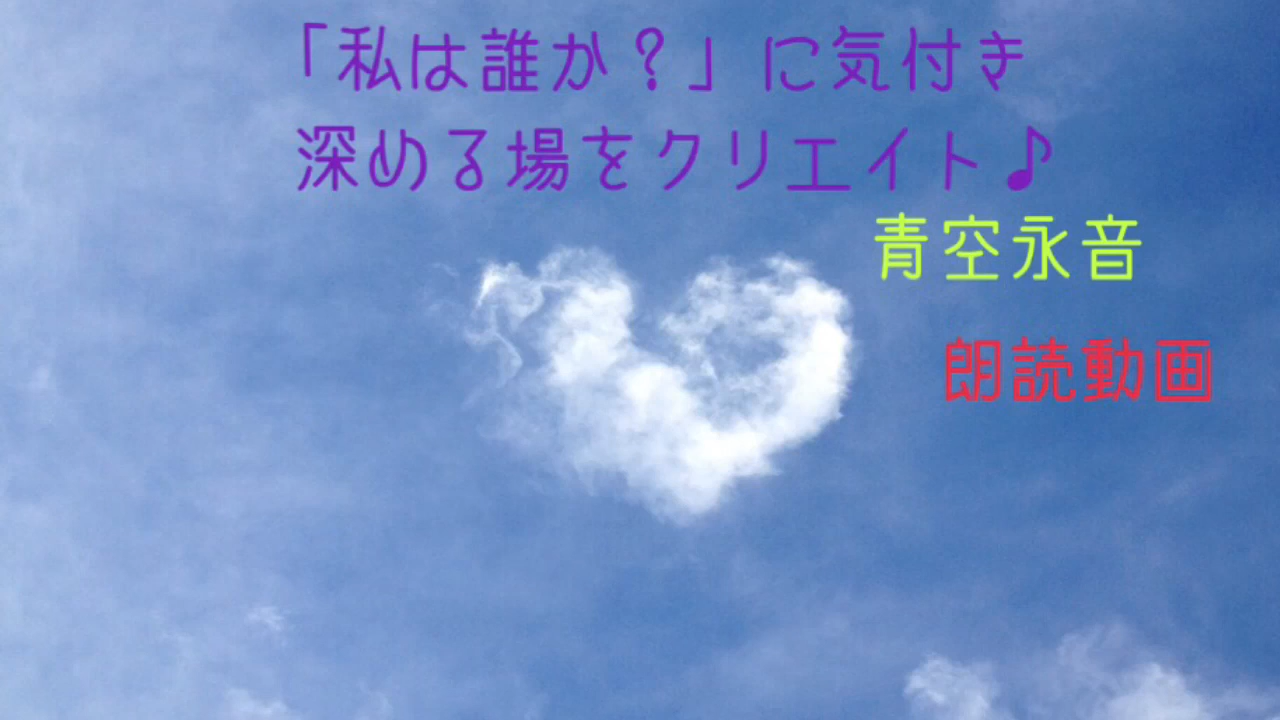 「私は誰か？」に気付き
深める場をクリエイト♪
青空永音
朗読動画